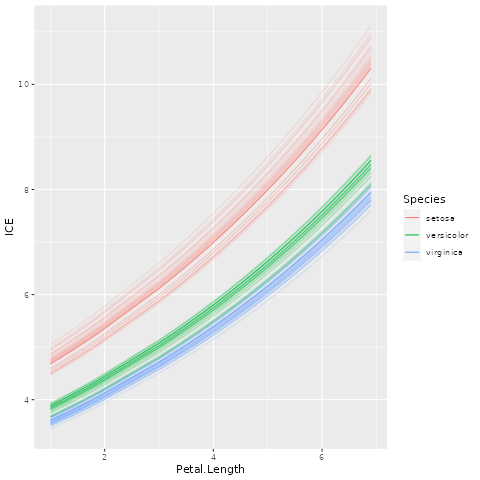 10
8
6
4
ICE
2
4
6
Petal.Length
Species
setosa
versicolor
virginica